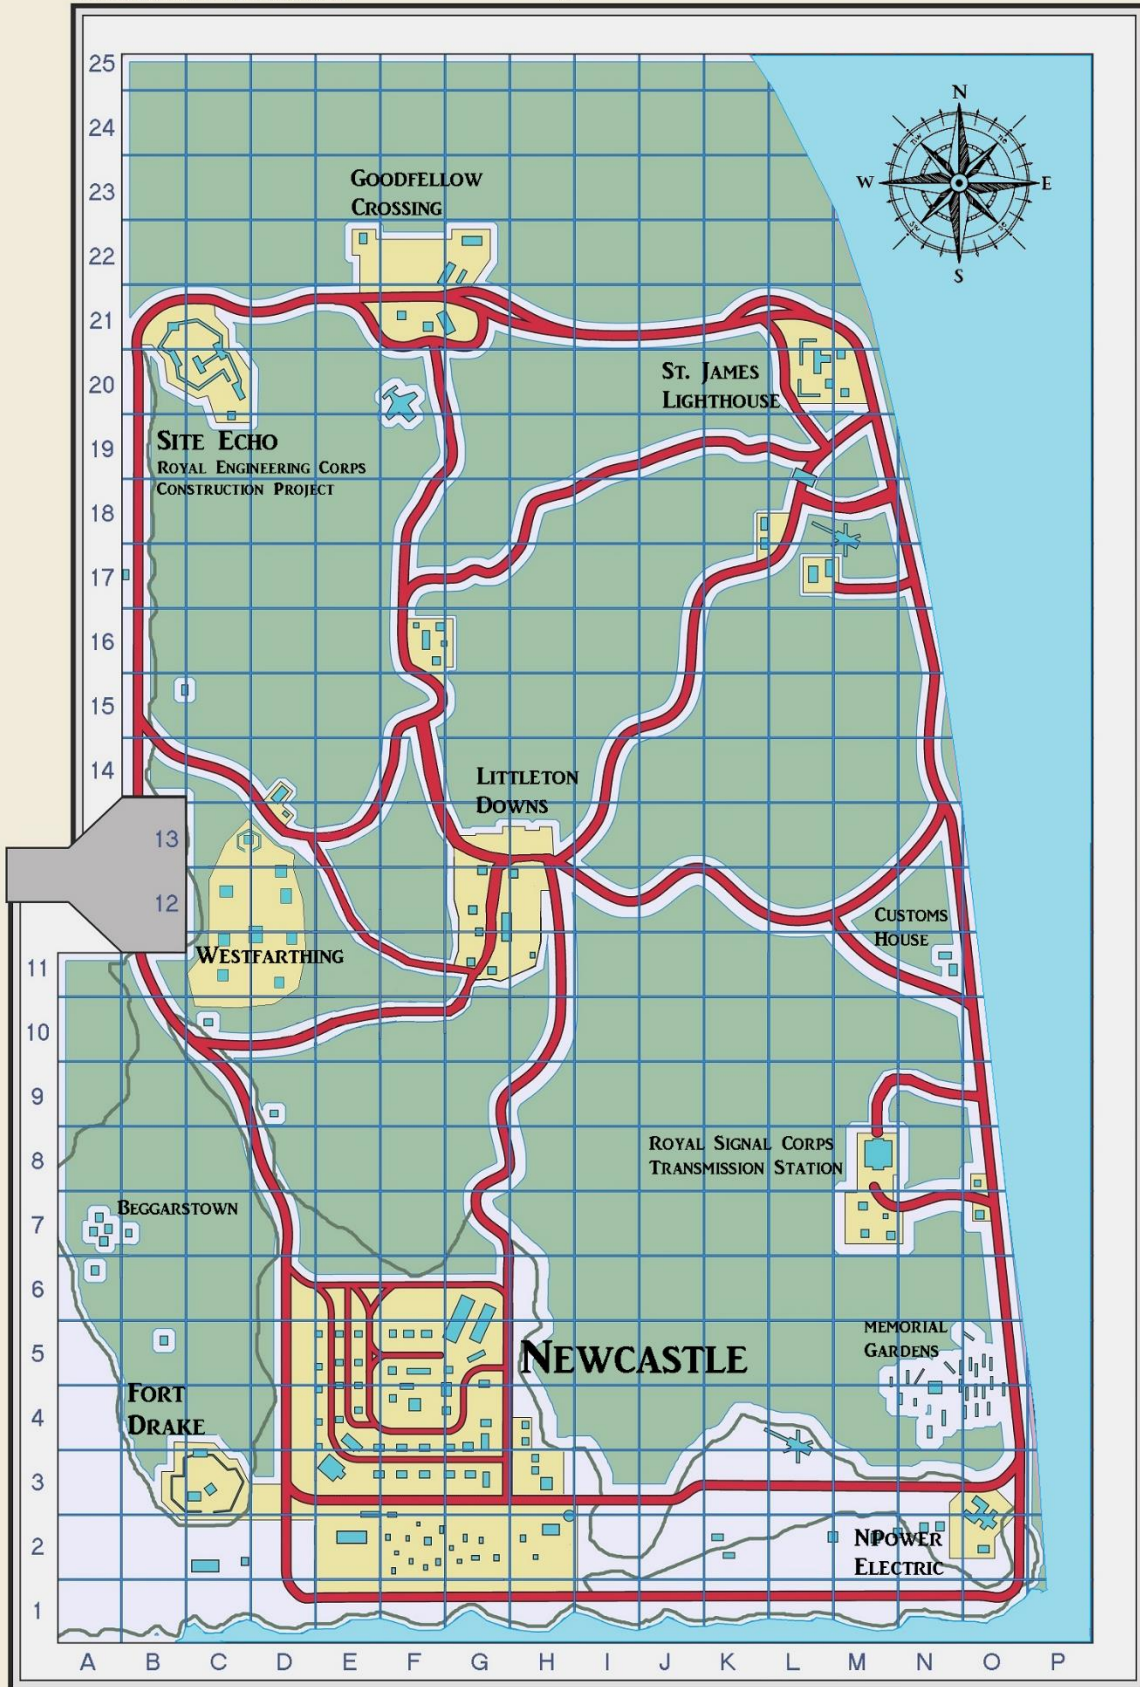 25
24
23
22
21
20
19
18
17
16
15
14
13
12
11
10
9
8
7
6
5
4
3
2
1
N
W
E
S
GOODFELLOW
CROSSING
ST. JAMES
LIGHTHOUSE
SITE ECHO
ROYAL ENGINEERING CORPS
CONSTRUCTION PROJECT
LITTLETON
DOWNS
CUSTOMS
HOUSE
WESTFARTHING
ROYAL SIGNAL CORPS
TRANSMISSION STATION
BEGGARSTOWN
MEMORIAL
GARDENS
NEWCASTLE
FORT
DRAKE
NPOWER
ELECTRIC
A B C D E F G H I J K L M N O P